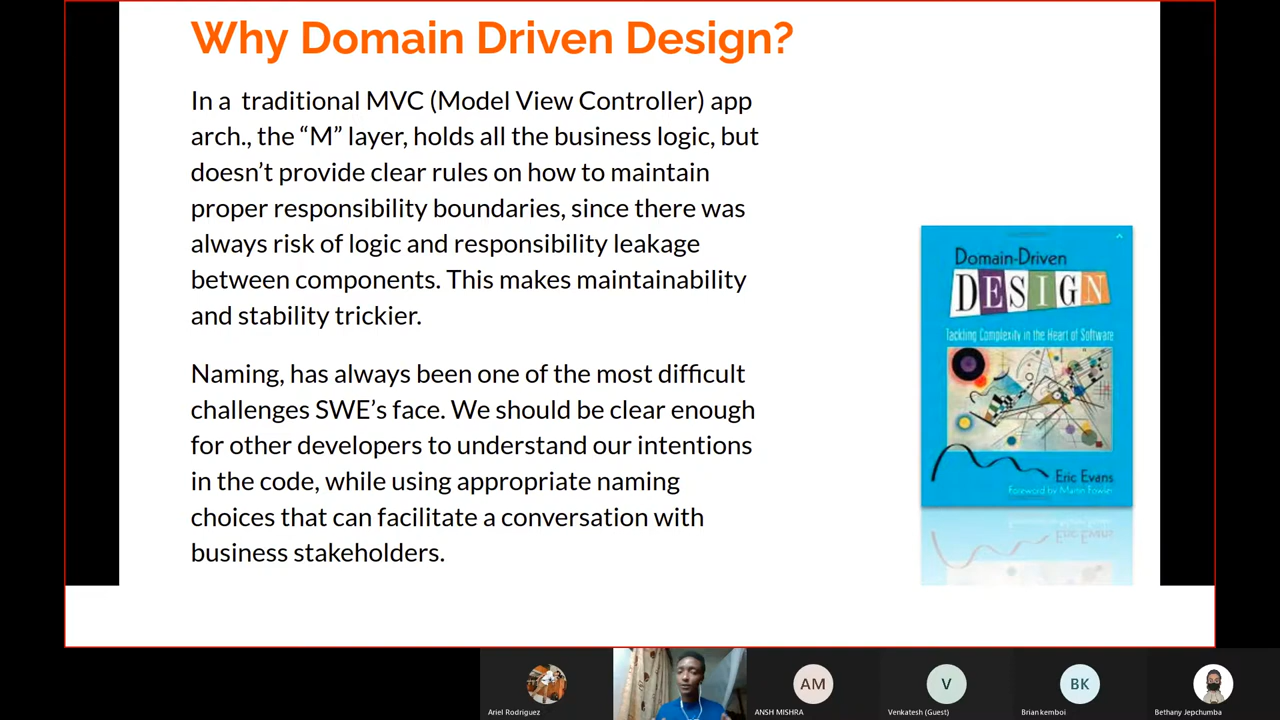 Why Domain Driven Design?
In a traditional MVC (Model View Controller) app
arch., the “M” layer, holds all the business logic, but
doesn’t provide clear rules on how to maintain
proper responsibility boundaries, since there was
always risk of logic and responsibility leakage
between components. This makes maintainability
and stability trickier.
Naming, has always been one of the most difficult
challenges SWE’s face. We should be clear enough
for other developers to understand our intentions
in the code, while using appropriate naming
choices that can facilitate a conversation with
business stakeholders.
Domain-Driven
DESIGN
Tackling Complexity in the Heart of Software
Eric Evans
Foreword by Martin Fowler
AM
V
BK
Ariel Rodriguez
ANSH MISHRA
Venkatesh (Guest)
Brian kemboi
Bethany Jepchumba